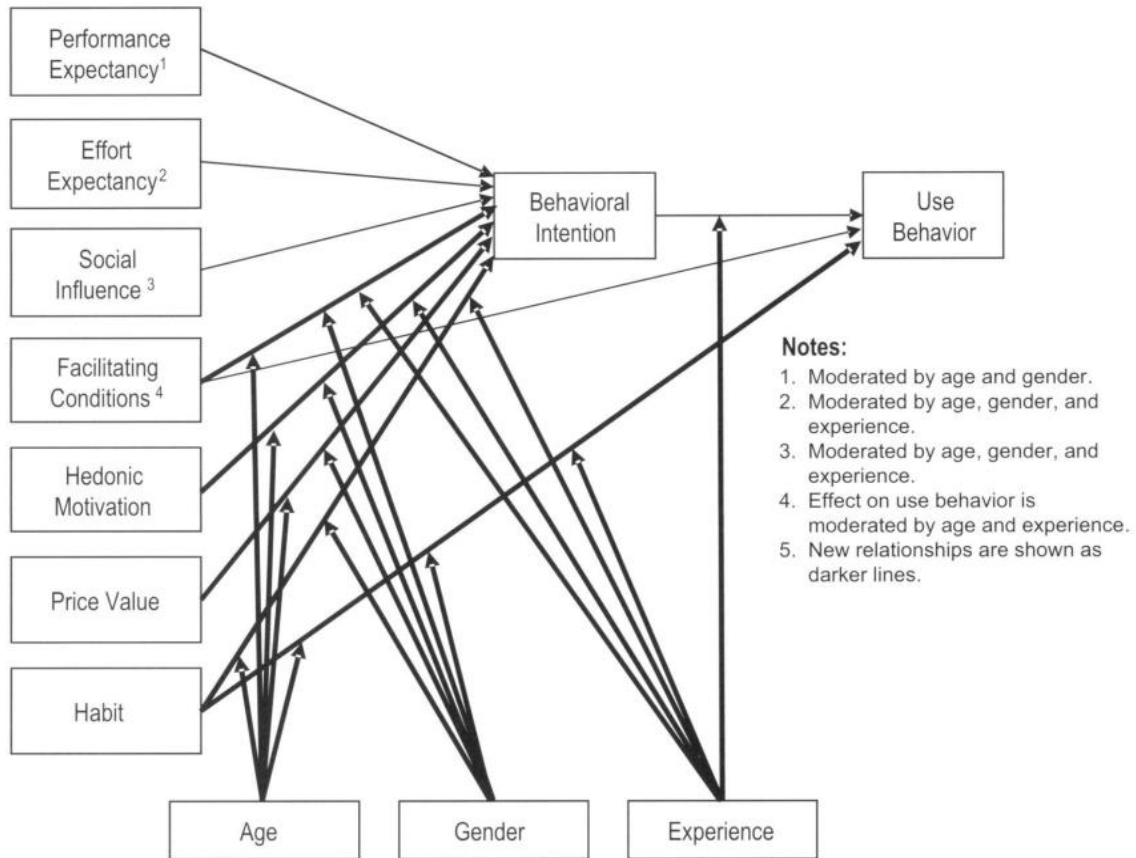 Performance
Expectancy1
Effort
Expectancy2
Social
Influence 3
Facilitating
Conditions 4
Hedonic
Motivation
Price Value
Habit
Behavioral
Intention
Use
Behavior
Notes:
1. Moderated by age and gender.
2. Moderated by age, gender, and
experience.
3. Moderated by age, gender, and
experience.
4. Effect on use behavior is
moderated by age and experience.
5. New relationships are shown as
darker lines.
Age
Gender
Experience